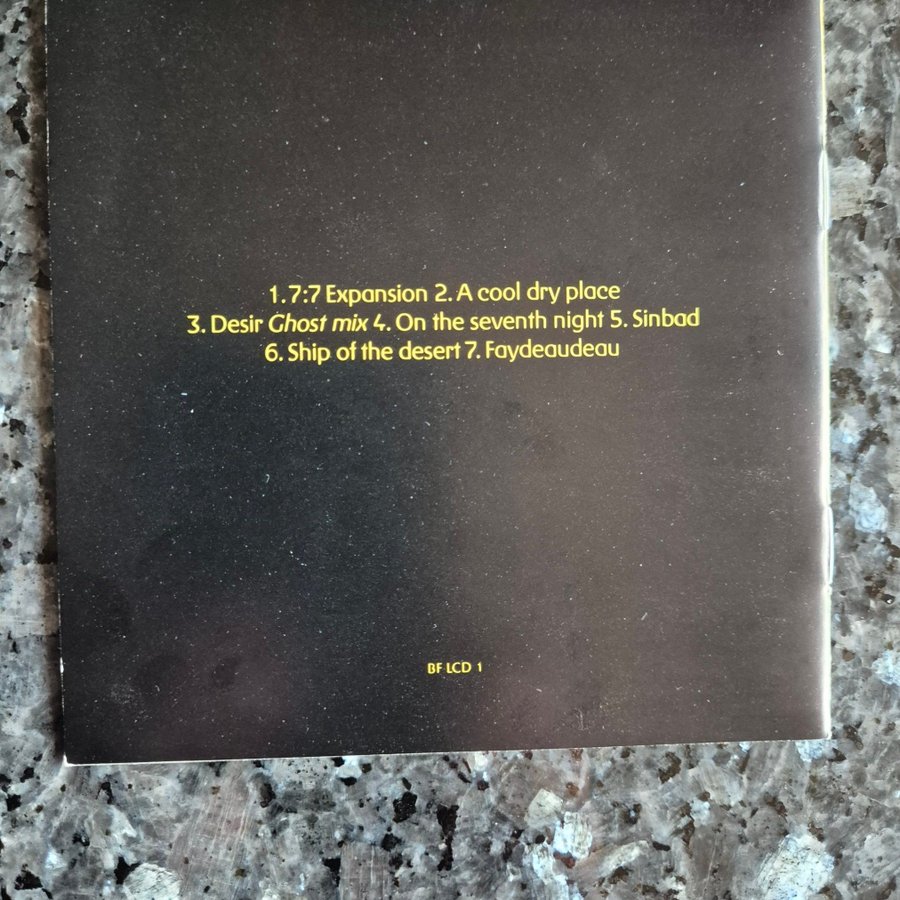 1. 7:7 Expansion 2. A cool dry place
3. Desir Ghost mix 4. On the seventh night 5. Sinbad
6. Ship of the desert 7. Faydeaudeau
BF LCD 1